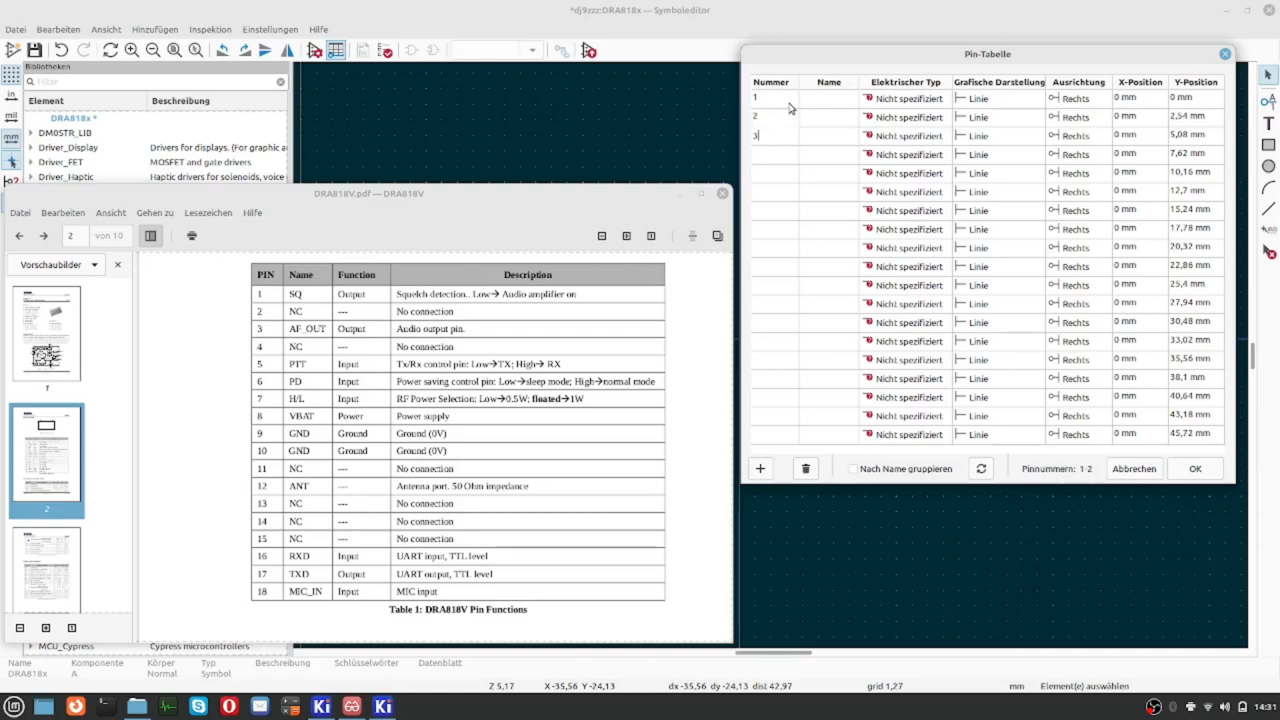 *dj9zzz:DRA818x — Symboleditor
Datei Bearbeiten Ansicht Hinzufügen Inspektion Einstellungen Hilfe
Bibliotheken
Filter
Element Beschreibung
DRA818x *
DM0STR_LIB
Driver_Display Drivers for displays. (For graphic a
Driver_FET MOSFET and gate drivers
Driver_Haptic Haptic drivers for solenoids, voice
in
mil
mm
DRA818V.pdf — DRA818V
Datei Bearbeiten Ansicht Gehen zu Lesezeichen Hilfe
2 von 10
Vorschaubilder
1
2
PIN Name Function Description
1 SQ Output Squelch detection.. Low→ Audio amplifier on
2 NC --- No connection
3 AF_OUT Output Audio output pin.
4 NC --- No connection
5 PTT Input Tx/Rx control pin: Low→TX; High→ RX
6 PD Input Power saving control pin: Low→sleep mode; High→normal mode
7 H/L Input RF Power Selection: Low→0.5W; floated→1W
8 VBAT Power Power supply
9 GND Ground Ground (0V)
10 GND Ground Ground (0V)
11 NC --- No connection
12 ANT --- Antenna port. 50 Ohm impedance
13 NC --- No connection
14 NC --- No connection
15 NC --- No connection
16 RXD Input UART input, TTL level
17 TXD Output UART output, TTL level
18 MIC_IN Input MIC input
Table 1: DRA818V Pin Functions
Pin-Tabelle
Nummer Name Elektrischer Typ Grafische Darstellung Ausrichtung X-Position Y-Position
1 Nicht spezifiziert Linie Rechts 0 mm 0 mm
2 Nicht spezifiziert Linie Rechts 0 mm 2,54 mm
3 Nicht spezifiziert Linie Rechts 0 mm 5,08 mm
Nicht spezifiziert Linie Rechts 0 mm 7,62 mm
Nicht spezifiziert Linie Rechts 0 mm 10,16 mm
Nicht spezifiziert Linie Rechts 0 mm 12,7 mm
Nicht spezifiziert Linie Rechts 0 mm 15,24 mm
Nicht spezifiziert Linie Rechts 0 mm 17,78 mm
Nicht spezifiziert Linie Rechts 0 mm 20,32 mm
Nicht spezifiziert Linie Rechts 0 mm 22,86 mm
Nicht spezifiziert Linie Rechts 0 mm 25,4 mm
Nicht spezifiziert Linie Rechts 0 mm 27,94 mm
Nicht spezifiziert Linie Rechts 0 mm 30,48 mm
Nicht spezifiziert Linie Rechts 0 mm 33,02 mm
Nicht spezifiziert Linie Rechts 0 mm 35,56 mm
Nicht spezifiziert Linie Rechts 0 mm 38,1 mm
Nicht spezifiziert Linie Rechts 0 mm 40,64 mm
Nicht spezifiziert Linie Rechts 0 mm 43,18 mm
Nicht spezifiziert Linie Rechts 0 mm 45,72 mm
Nach Name gruppieren Pinnummern: 1-2 Abbrechen OK
MCU_Cypress Cypress microcontrollers
Name Komponente Körper Typ Beschreibung Schlüsselwörter Datenblatt
DRA818x A Normal Symbol
Z 5,17 X -35,56 Y -24,13 dx -35,56 dy -24,13 dist 42,97 grid 1,27 mm Element(e) auswählen
Ki Ki 14:31